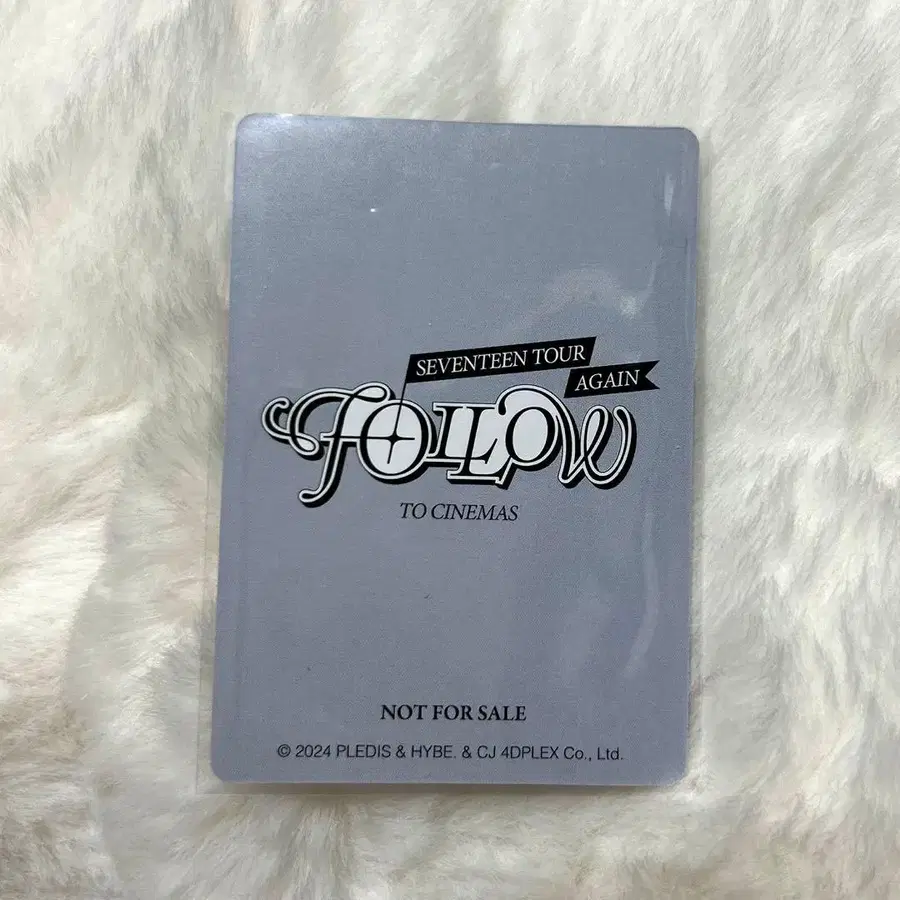 SEVENTEEN TOUR
AGAIN
FOLLOW
TO CINEMAS
NOT FOR SALE
© 2024 PLEDIS & HYBE. & CJ 4DPLEX Co., Ltd.